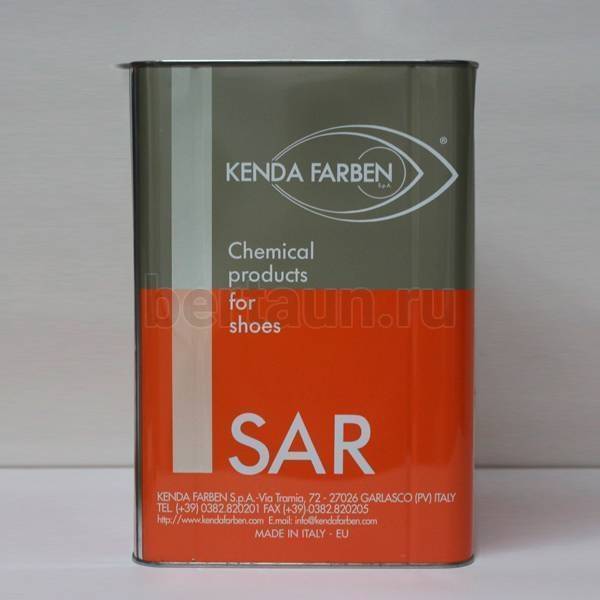 KENDA FARBEN
S.p.A.
®
Chemical
products
for
shoes
beltraun.ru
SAR
KENDA FARBEN S.p.A.-Via Tramia, 72 - 27026 GARLASCO (PV) ITALY
TEL. (+39) 0382.820201 FAX (+39)-0382.820205
http://www.kendafarben.com E.mail: info@kendafarben.com
MADE IN ITALY - EU